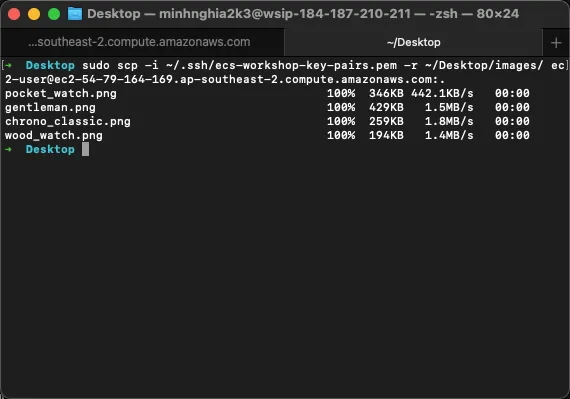 Desktop — minhnghia2k3@wsip-184-187-210-211 — -zsh — 80×24
...southeast-2.compute.amazonaws.com ~/Desktop +
[➜ Desktop sudo scp -i ~/.ssh/ecs-workshop-key-pairs.pem -r ~/Desktop/images/ ec]
2-user@ec2-54-79-164-169.ap-southeast-2.compute.amazonaws.com:.
pocket_watch.png 100% 346KB 442.1KB/s 00:00
gentleman.png 100% 429KB 1.5MB/s 00:00
chrono_classic.png 100% 259KB 1.8MB/s 00:00
wood_watch.png 100% 194KB 1.4MB/s 00:00
➜ Desktop